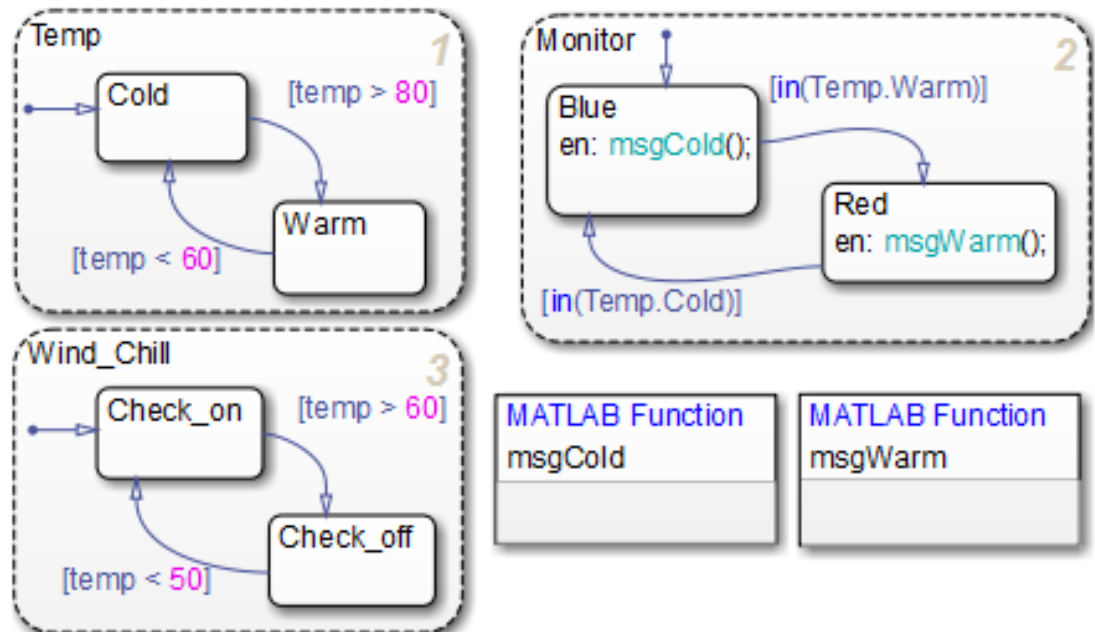 Temp
1
Cold
[temp > 80]
Warm
[temp < 60]
Monitor
2
Blue
en: msgCold();
[in(Temp.Warm)]
Red
en: msgWarm();
[in(Temp.Cold)]
Wind_Chill
3
Check_on
[temp > 60]
Check_off
[temp < 50]
MATLAB Function
msgCold
MATLAB Function
msgWarm